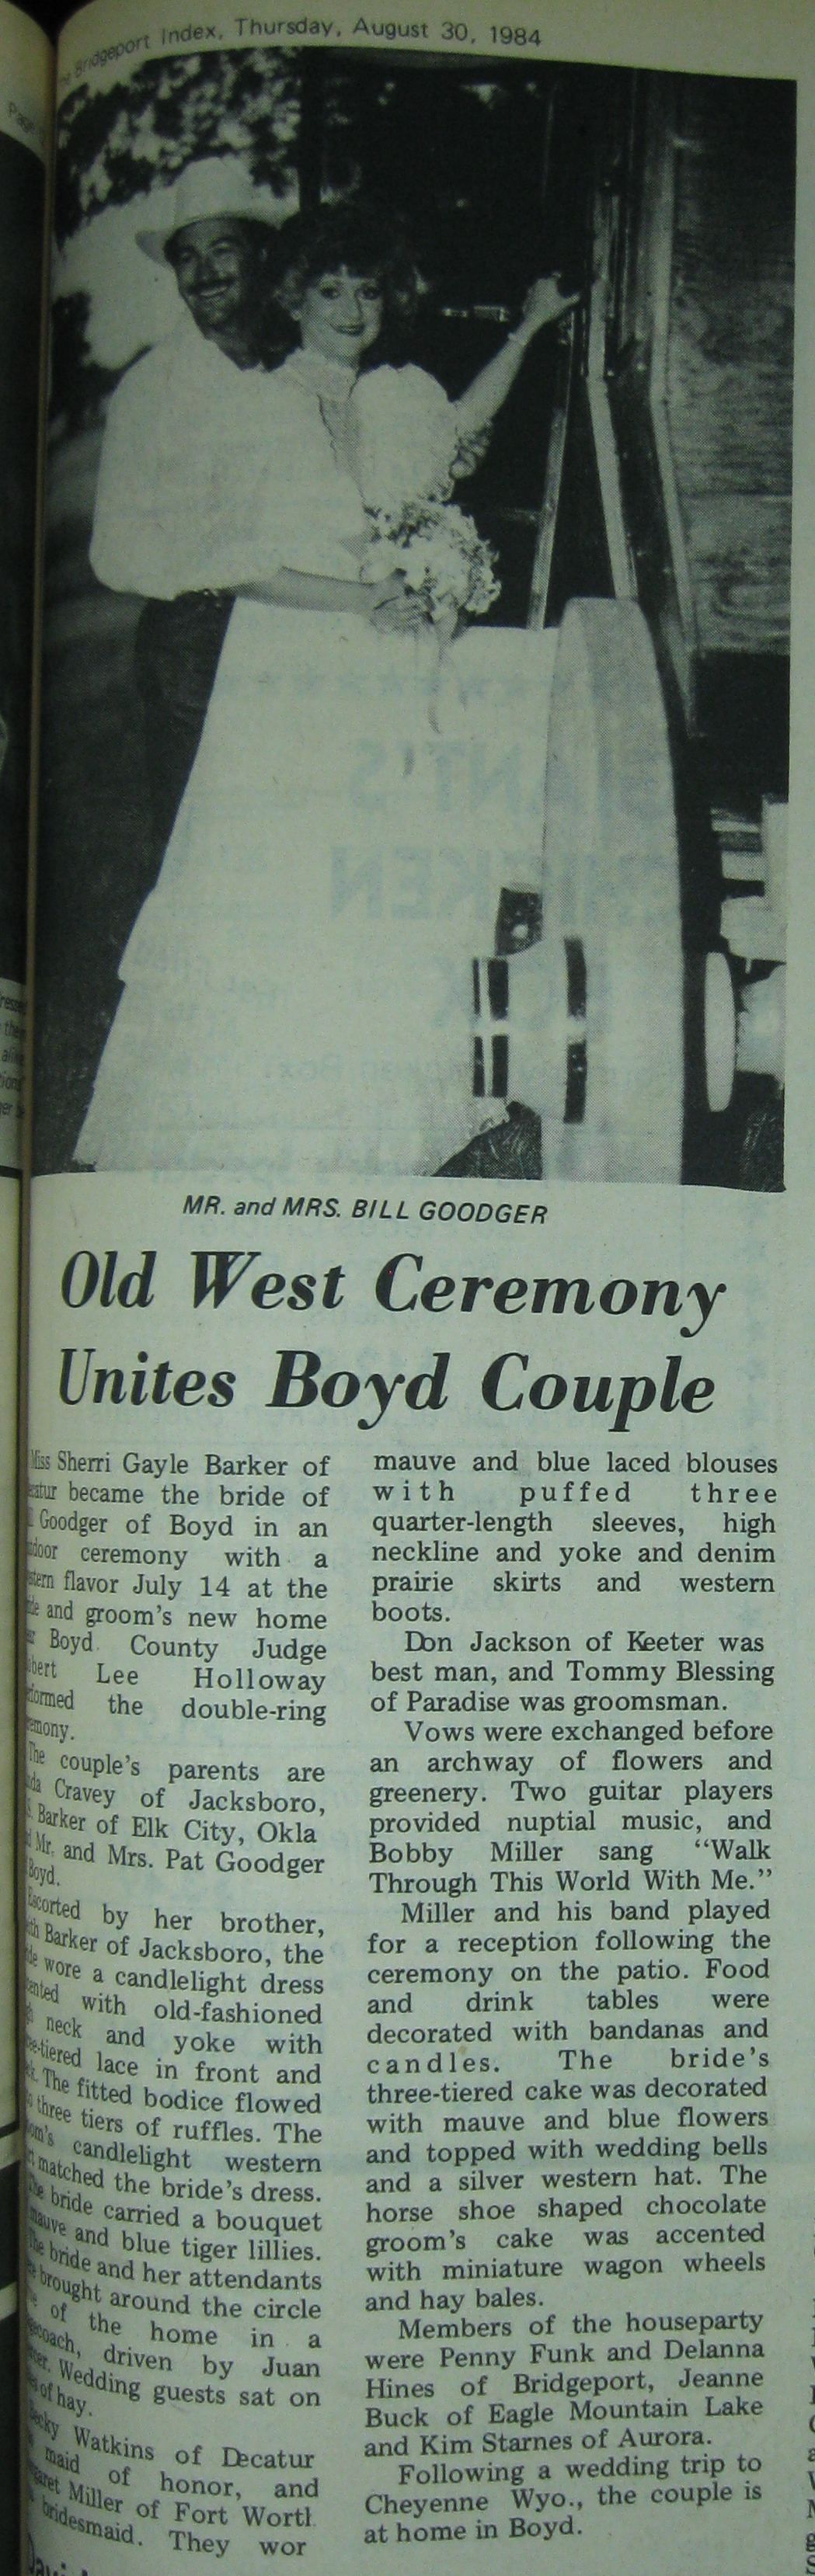 Bridgeport Index, Thursday, August 30, 1984
MR. and MRS. BILL GOODGER
Old West Ceremony
Unites Boyd Couple
Miss Sherri Gayle Barker of
became the bride of
Goodger of Boyd in an
ceremony with a
flavor July 14 at the
and groom's new home
Boyd. County Judge
Lee Holloway
the double-ring
The couple's parents are
Cravey of Jacksboro,
Barker of Elk City, Okla
Mr. and Mrs. Pat Goodger
Boyd.
Escorted by her brother,
Barker of Jacksboro, the
wore a candlelight dress
with old-fashioned
neck and yoke with
lace in front and
The fitted bodice flowed
three tiers of ruffles. The
candlelight western
matched the bride's dress.
bride carried a bouquet
mauve and blue tiger lillies.
bride and her attendants
brought around the circle
of the home in a
driven by Juan
Wedding guests sat on
of hay.
Watkins of Decatur
maid of honor, and
Miller of Fort Wort
bridesmaid. They wor
mauve and blue laced blouses
with puffed three
quarter-length sleeves, high
neckline and yoke and denim
prairie skirts and western
boots.
Don Jackson of Keeter was
best man, and Tommy Blessing
of Paradise was groomsman.
Vows were exchanged before
an archway of flowers and
greenery. Two guitar players
provided nuptial music, and
Bobby Miller sang "Walk
Through This World With Me."
Miller and his band played
for a reception following the
ceremony on the patio. Food
and drink tables were
decorated with bandanas and
candles. The bride's
three-tiered cake was decorated
with mauve and blue flowers
and topped with wedding bells
and a silver western hat. The
horse shoe shaped chocolate
groom's cake was accented
with miniature wagon wheels
and hay bales.
Members of the houseparty
were Penny Funk and Delanna
Hines of Bridgeport, Jeanne
Buck of Eagle Mountain Lake
and Kim Starnes of Aurora.
Following a wedding trip to
Cheyenne Wyo., the couple is
at home in Boyd.